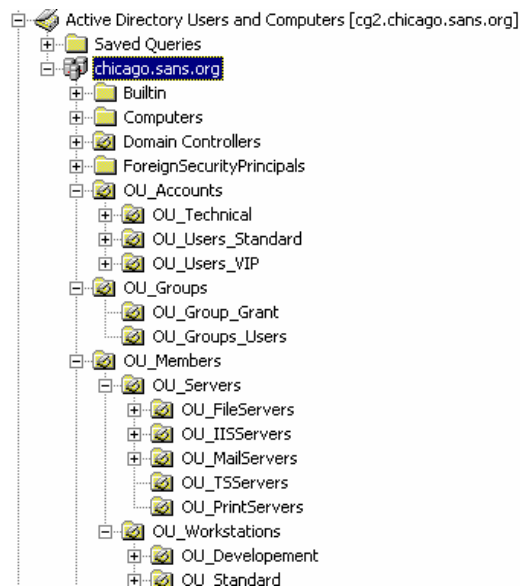 Active Directory Users and Computers [cg2.chicago.sans.org]
Saved Queries
chicago.sans.org
Builtin
Computers
Domain Controllers
ForeignSecurityPrincipals
OU_Accounts
OU_Technical
OU_Users_Standard
OU_Users_VIP
OU_Groups
OU_Group_Grant
OU_Groups_Users
OU_Members
OU_Servers
OU_FileServers
OU_IISServers
OU_MailServers
OU_TSServers
OU_PrintServers
OU_Workstations
OU_Developement
OU_Standard